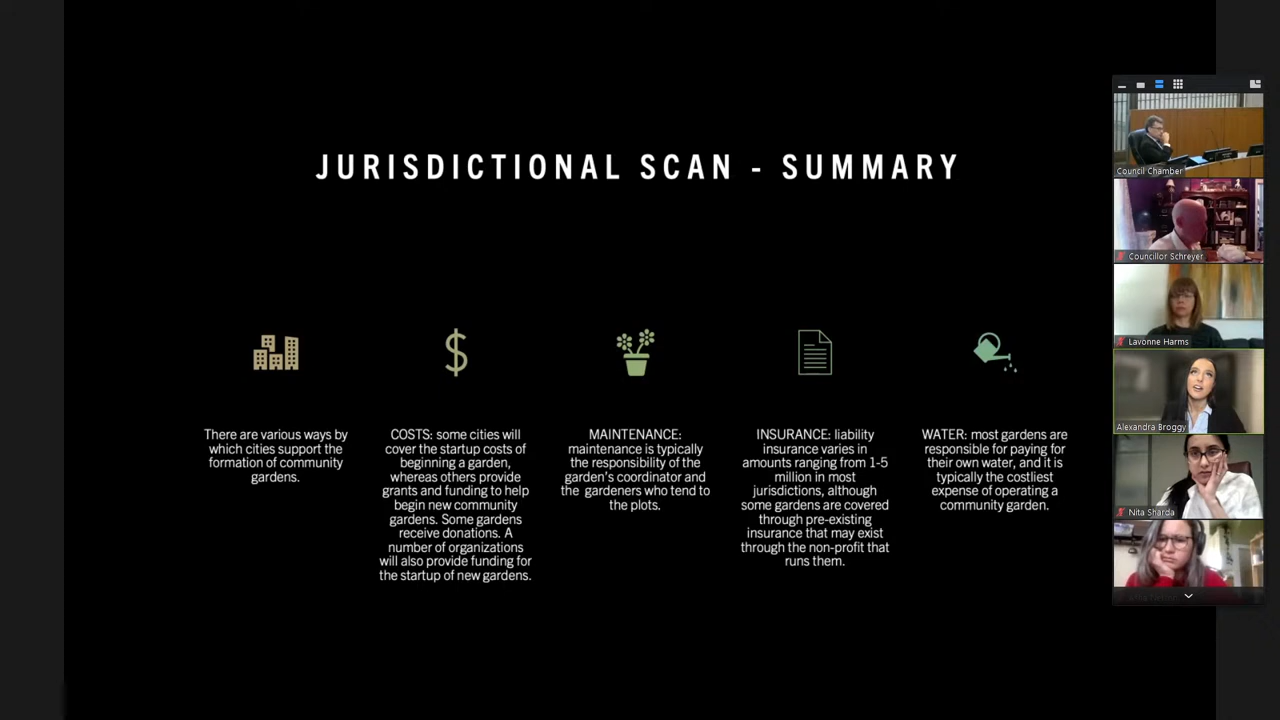 JURISDICTIONAL SCAN - SUMMARY
There are various ways by
which cities support the
formation of community
gardens.
COSTS: some cities will
cover the startup costs of
beginning a garden,
whereas others provide
grants and funding to help
begin new community
gardens. Some gardens
receive donations. A
number of organizations
will also provide funding for
the startup of new gardens.
MAINTENANCE:
maintenance is typically
the responsibility of the
garden's coordinator and
the gardeners who tend to
the plots.
INSURANCE: liability
insurance varies in
amounts ranging from 1-5
million in most
jurisdictions, although
some gardens are covered
through pre-existing
insurance that may exist
through the non-profit that
runs them.
WATER: most gardens are
responsible for paying for
their own water, and it is
typically the costliest
expense of operating a
community garden.
Council Chamber
Councillor Schreyer
Lavonne Harms
Alexandra Broggy
Nita Sharda